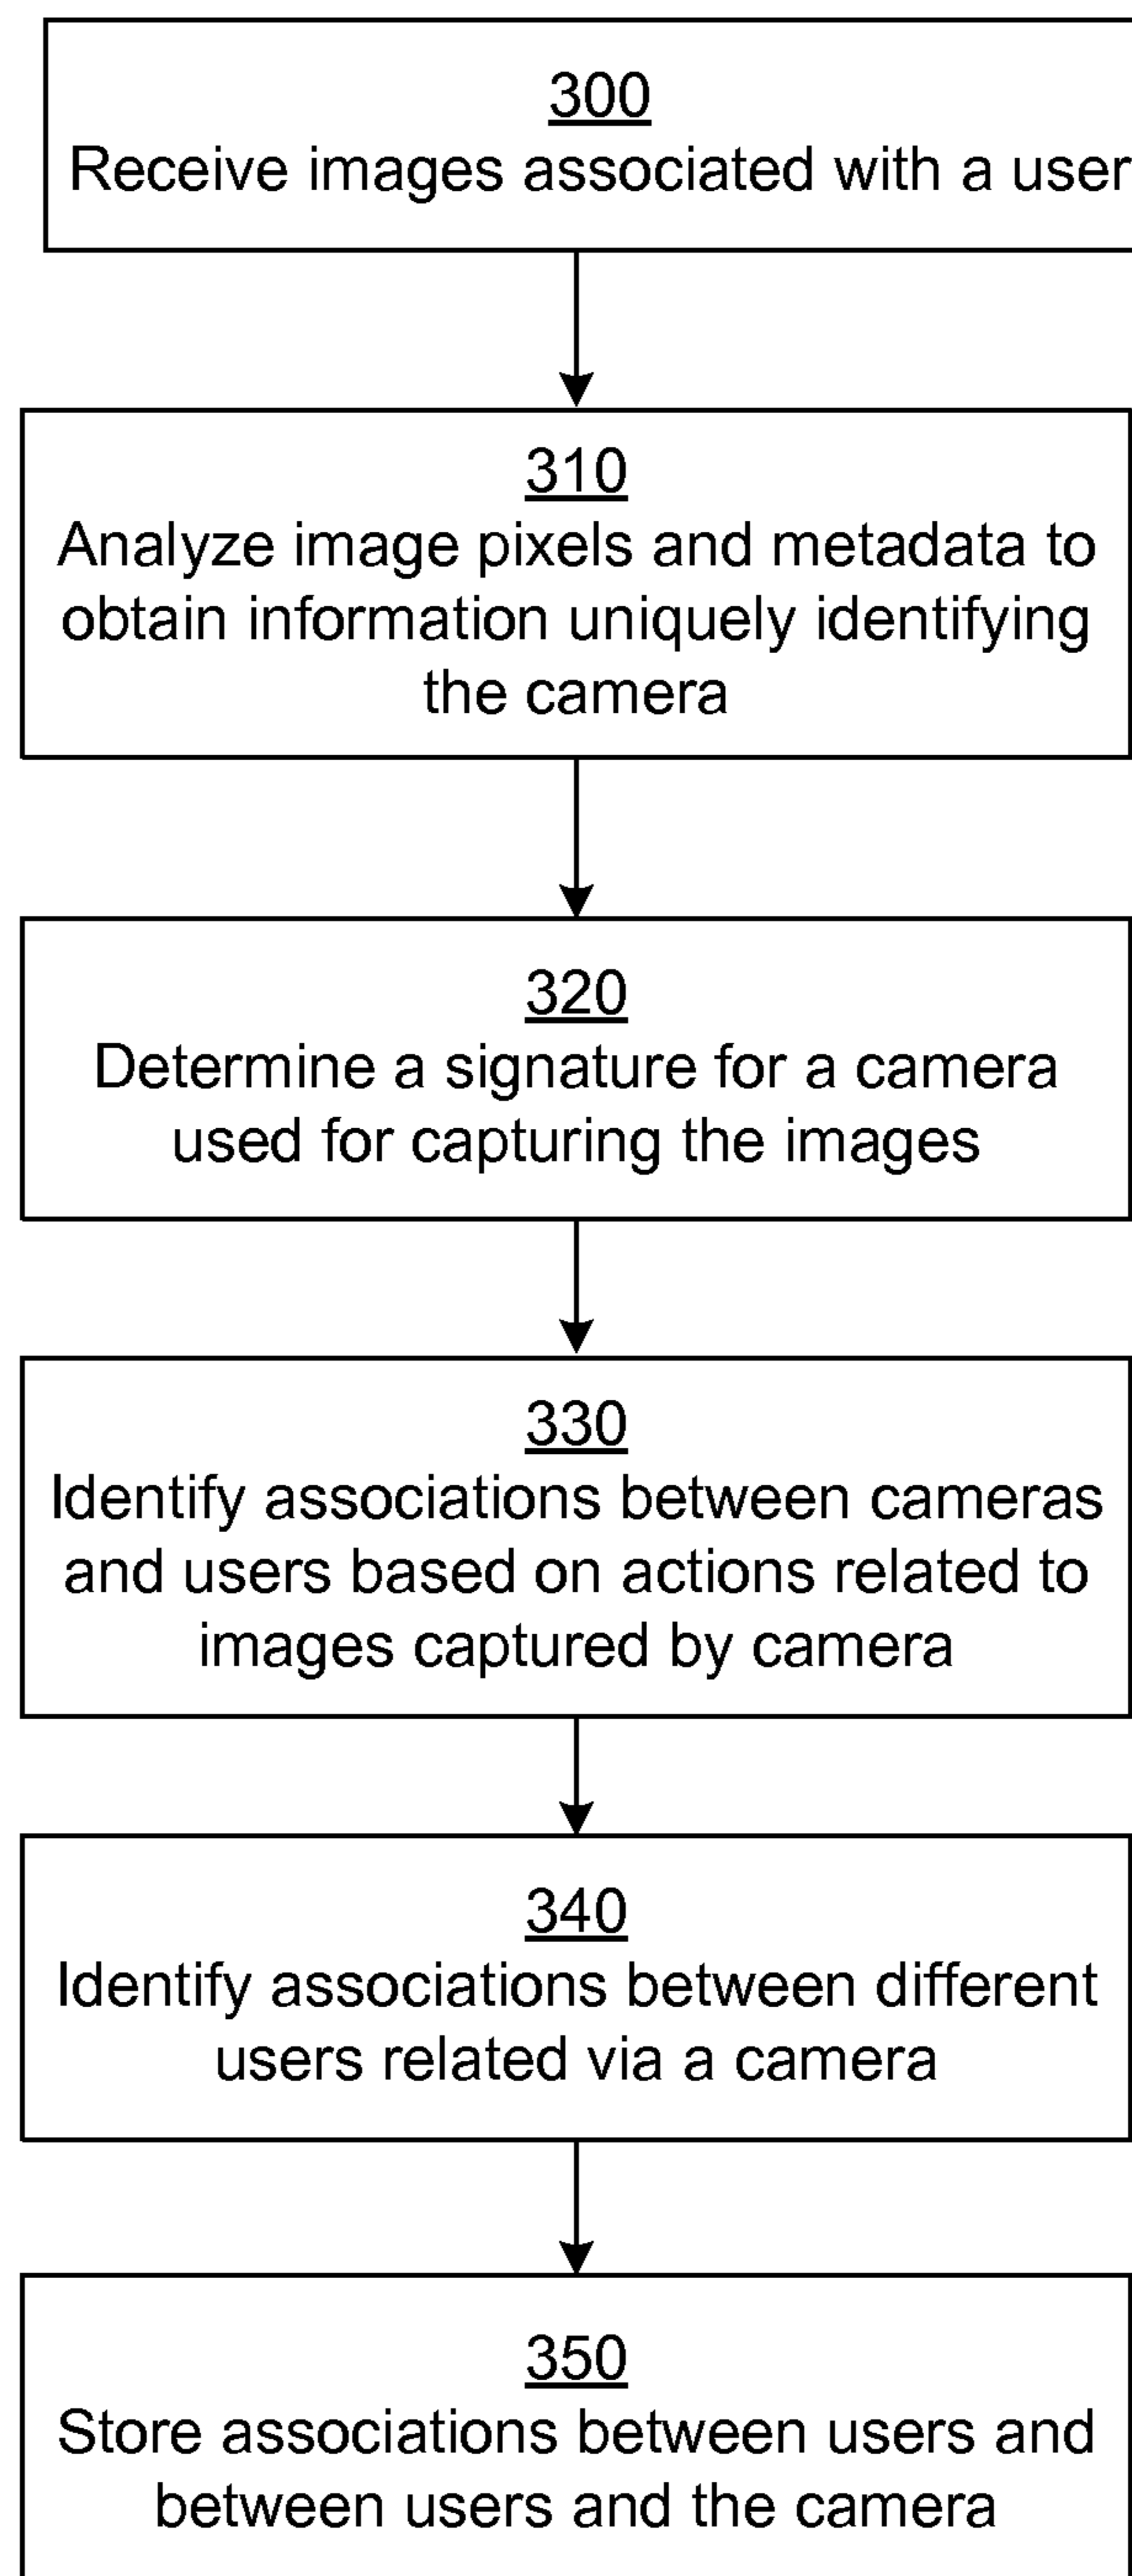 300
Receive images associated with a user
310
Analyze image pixels and metadata to
obtain information uniquely identifying
the camera
320
Determine a signature for a camera
used for capturing the images
330
Identify associations between cameras
and users based on actions related to
images captured by camera
340
Identify associations between different
users related via a camera
350
Store associations between users and
between users and the camera